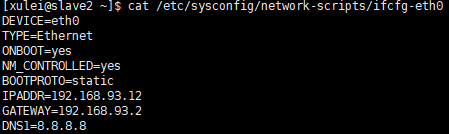 [xulei@slave2 ~]$ cat /etc/sysconfig/network-scripts/ifcfg-eth0
DEVICE=eth0
TYPE=Ethernet
ONBOOT=yes
NM_CONTROLLED=yes
BOOTPROTO=static
IPADDR=192.168.93.12
GATEWAY=192.168.93.2
DNS1=8.8.8.8